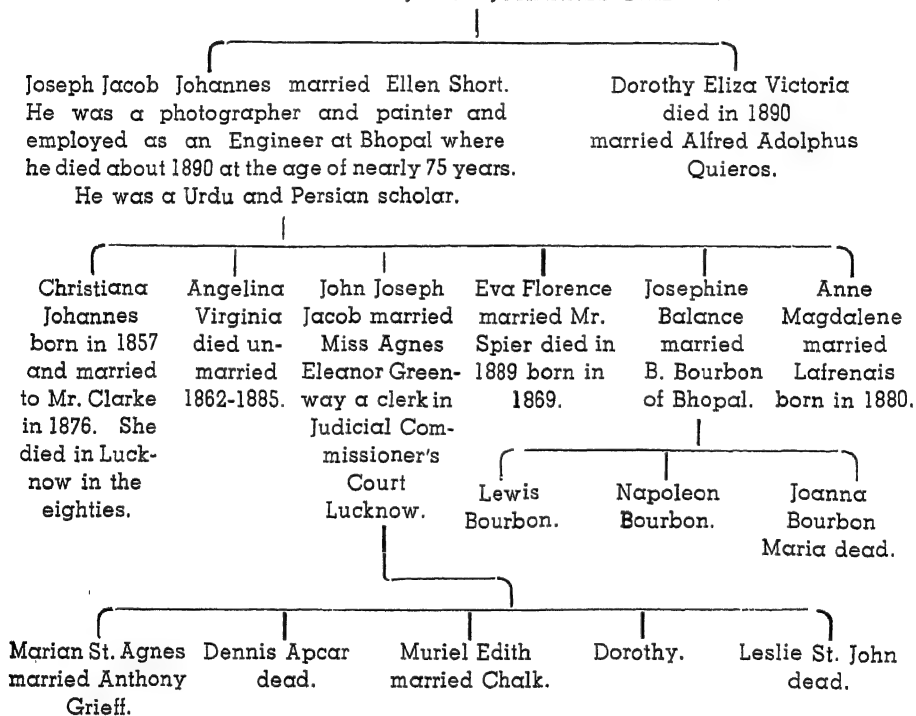 Joseph Jacob Johannes married Ellen Short.
He was a photographer and painter and
employed as an Engineer at Bhopal where
he died about 1890 at the age of nearly 75 years.
He was a Urdu and Persian scholar.
Dorothy Eliza Victoria
died in 1890
married Alfred Adolphus
Quieros.
Christiana
Johannes
born in 1857
and married
to Mr. Clarke
in 1876. She
died in Luck-
now in the
eighties.
Angelina
Virginia
died un-
married
1862-1885.
John Joseph
Jacob married
Miss Agnes
Eleanor Green-
way a clerk in
Judicial Com-
missioner's
Court
Lucknow.
Eva Florence
married Mr.
Spier died in
1889 born in
1869.
Josephine
Balance
married
B. Bourbon
of Bhopal.
Anne
Magdalene
married
Lafrenais
born in 1880.
Lewis
Bourbon.
Napoleon
Bourbon.
Joanna
Bourbon
Maria dead.
Marian St. Agnes
married Anthony
Grieff.
Dennis Apcar
dead.
Muriel Edith
married Chalk.
Dorothy.
Leslie St. John
dead.